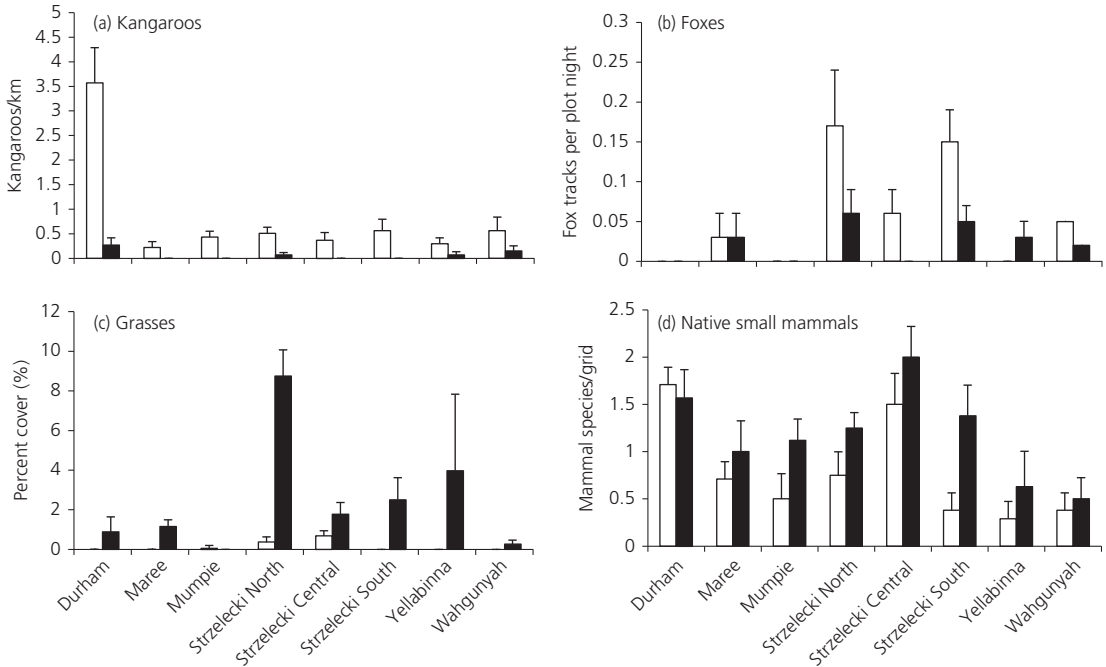 (a) Kangaroos
Kangaroos/km
5
4.5
4
3.5
3
2.5
2
1.5
1
0.5
0
(b) Foxes
Fox tracks per plot night
0.3
0.25
0.2
0.15
0.1
0.05
0
(c) Grasses
Percent cover (%)
12
10
8
6
4
2
0
Durham
Maree
Mumpie
Strzelecki North
Strzelecki Central
Strzelecki South
Yellabinna
Wahgunyah
(d) Native small mammals
Mammal species/grid
2.5
2
1.5
1
0.5
0
Durham
Maree
Mumpie
Strzelecki North
Strzelecki Central
Strzelecki South
Yellabinna
Wahgunyah